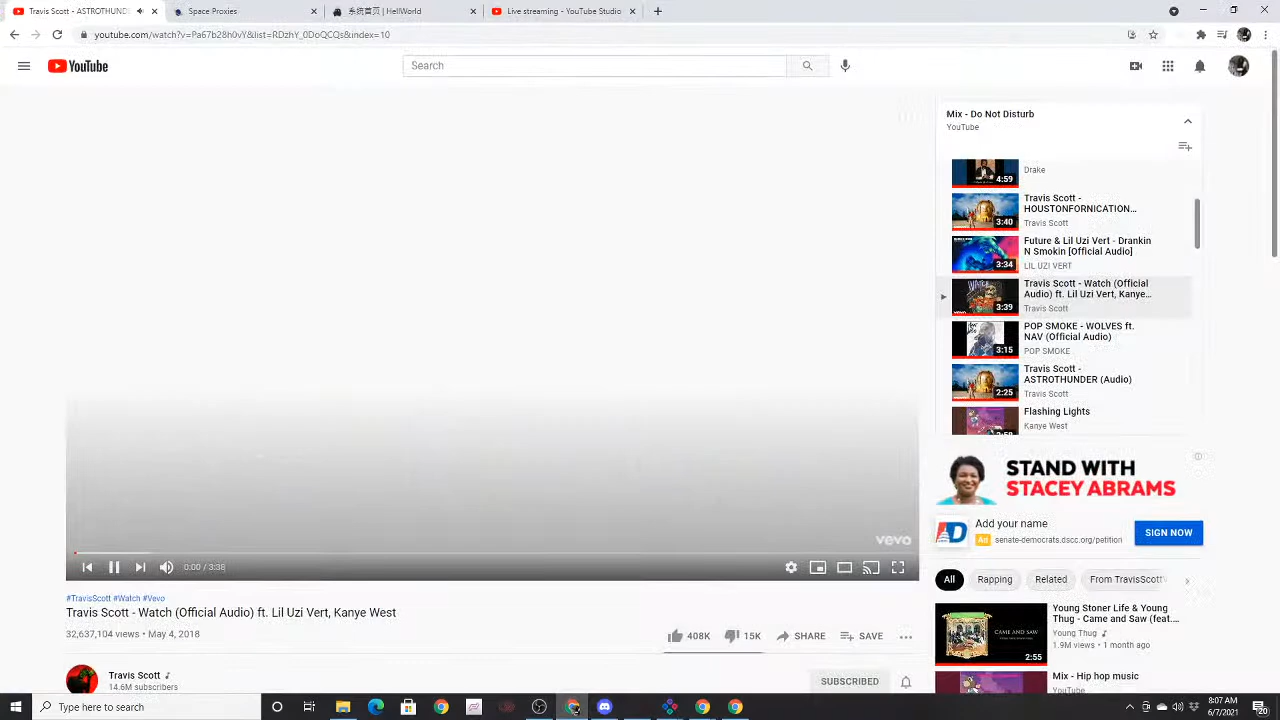 Travis Scott - ASTROTHUND
Space Proxies
系统首页 | HellWorld
Live streaming - YouTube Studio
youtube.com/watch?v=Pa67b28h0vY&list=RDzhY_0DoQCQs&index=10
YouTube
Search
Mix - Do Not Disturb
YouTube
Drake
4:59
Travis Scott -
HOUSTONFORNICATION...
Travis Scott
3:40
Future & Lil Uzi Vert - Drankin
N Smokin [Official Audio]
LIL UZI VERT
3:34
Travis Scott - Watch (Official
Audio) ft. Lil Uzi Vert, Kanye...
Travis Scott
3:39
POP SMOKE - WOLVES ft.
NAV (Official Audio)
POP SMOKE
3:15
Travis Scott -
ASTROTHUNDER (Audio)
Travis Scott
2:25
Flashing Lights
Kanye West
STAND WITH
STACEY ABRAMS
Add your name
Ad senate-democrats.dscc.org/petition
SIGN NOW
vevo
0:00 / 3:38
All
Rapping
Related
From TravisScottV
#TravisScott #Watch #Vevo
Travis Scott - Watch (Official Audio) ft. Lil Uzi Vert, Kanye West
32,637,104 views • May 4, 2018
408K
15K
SHARE
SAVE
CAME AND SAW
2:55
Young Stoner Life & Young
Thug - Came and Saw (feat....
Young Thug
1.9M views • 1 month ago
Travis Scott
14.6M subscribers
SUBSCRIBED
Mix - Hip hop music
YouTube
Type here to search
8:07 AM
6/7/2021
20